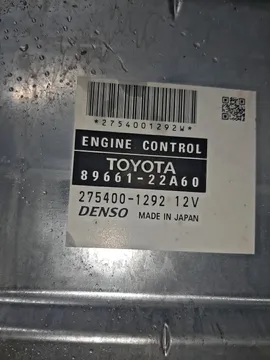 *2754001292W*
ENGINE CONTROL
TOYOTA
89661-22A60
275400-1292 12V
DENSO MADE IN JAPAN